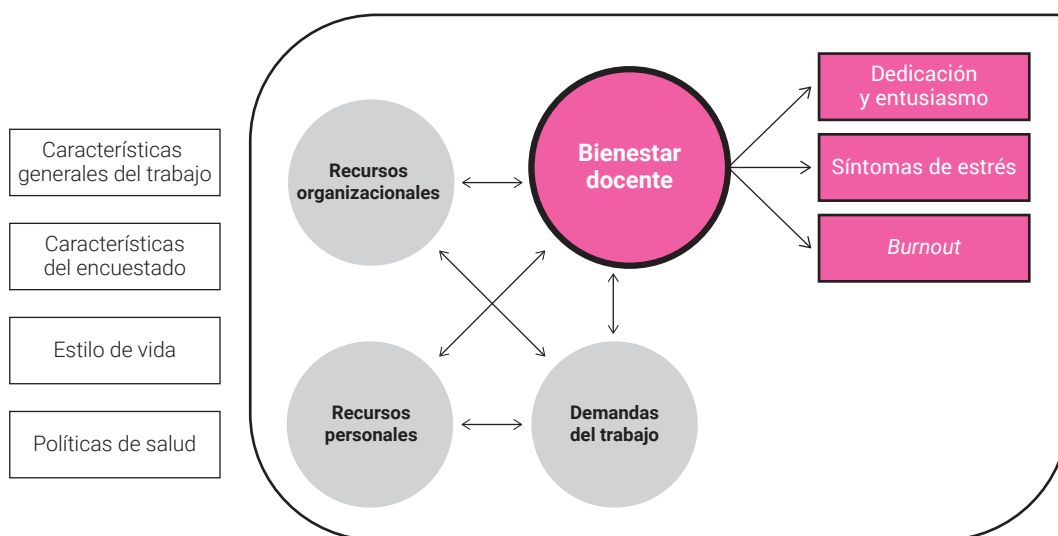 Características
generales del trabajo
Características
del encuestado
Estilo de vida
Políticas de salud
Recursos
organizacionales
Bienestar
docente
Recursos
personales
Demandas
del trabajo
Dedicación
y entusiasmo
Síntomas de estrés
Burnout